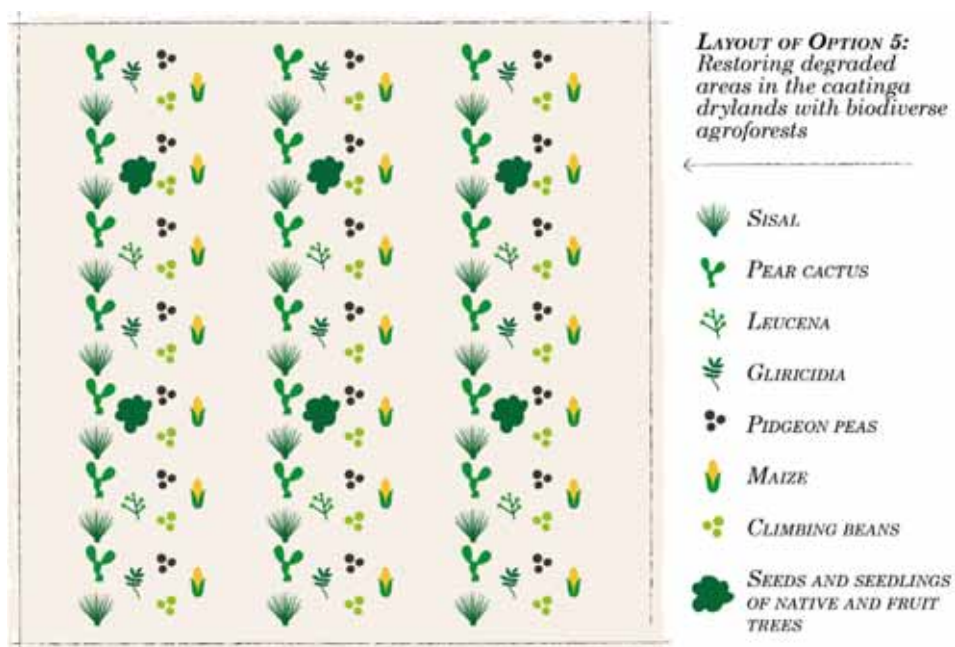 LAYOUT OF OPTION 5:
Restoring degraded
areas in the caatinga
drylands with biodiverse
agroforests
SISAL
PEAR CACTUS
LEUCENA
GLIRICIDIA
PIDGEON PEAS
MAIZE
CLIMBING BEANS
SEEDS AND SEEDLINGS
OF NATIVE AND FRUIT
TREES